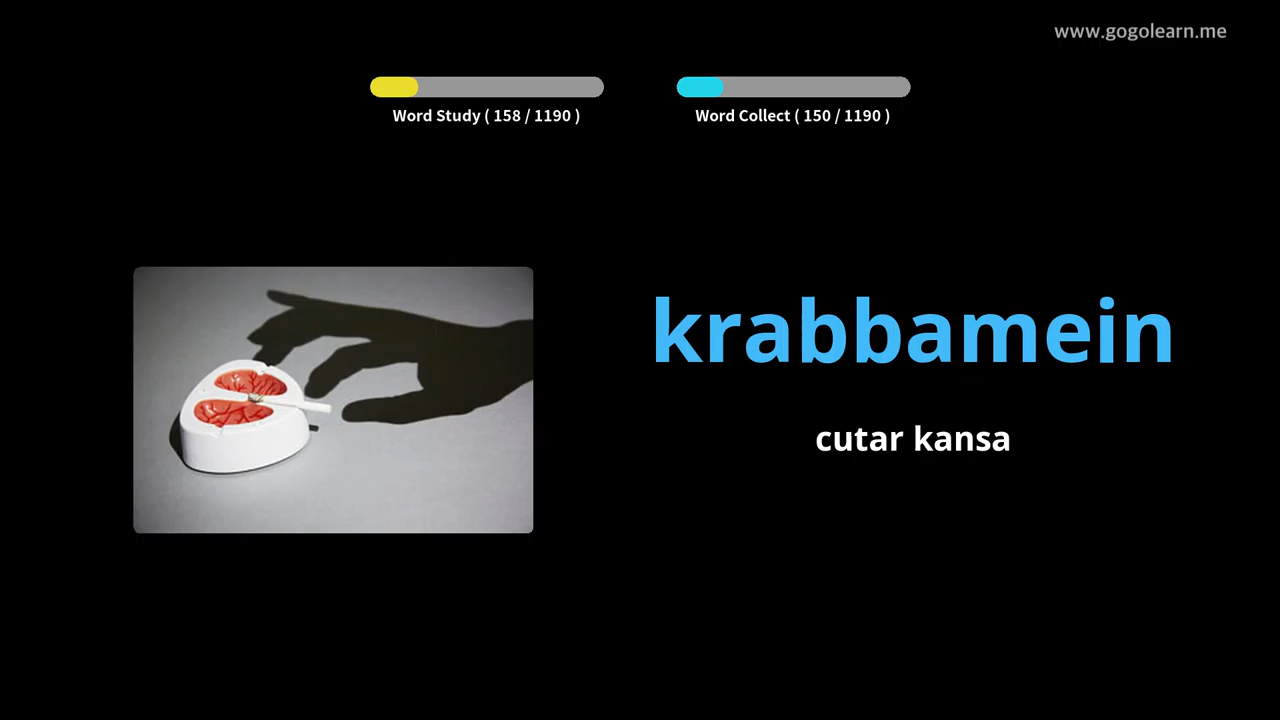 www.gogolearn.me
Word Study ( 158 / 1190 )
Word Collect ( 150 / 1190 )
krabbamein
cutar kansa